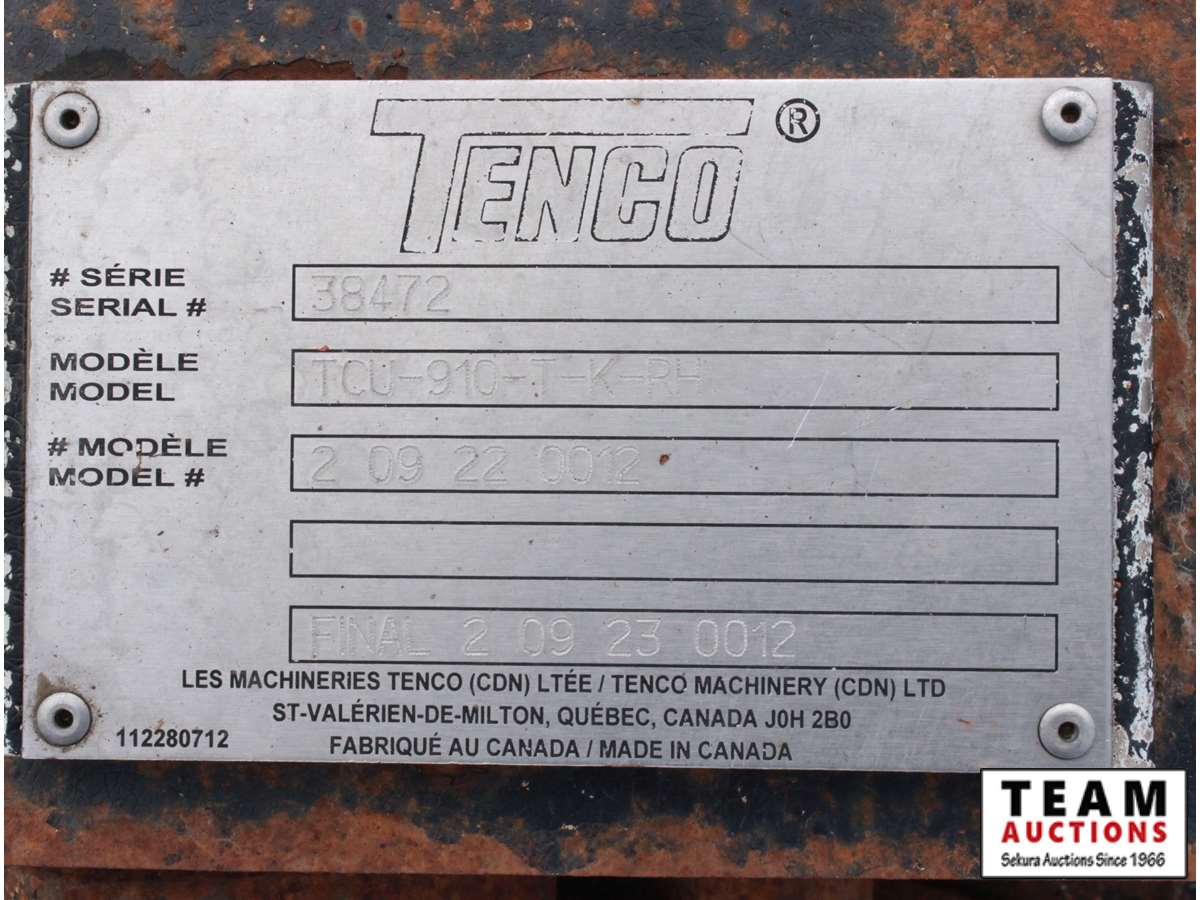 TENCO ®
# SÉRIE
SERIAL #
38472
MODÈLE
MODEL
TCU-910-T-K-RH
# MODÈLE
MODEL #
2 09 22 0012
FINAL 2 09 23 0012
LES MACHINERIES TENCO (CDN) LTÉE / TENCO MACHINERY (CDN) LTD
ST-VALÉRIEN-DE-MILTON, QUÉBEC, CANADA J0H 2B0
112280712
FABRIQUÉ AU CANADA / MADE IN CANADA
TEAM
AUCTIONS
Sekura Auctions Since 1966